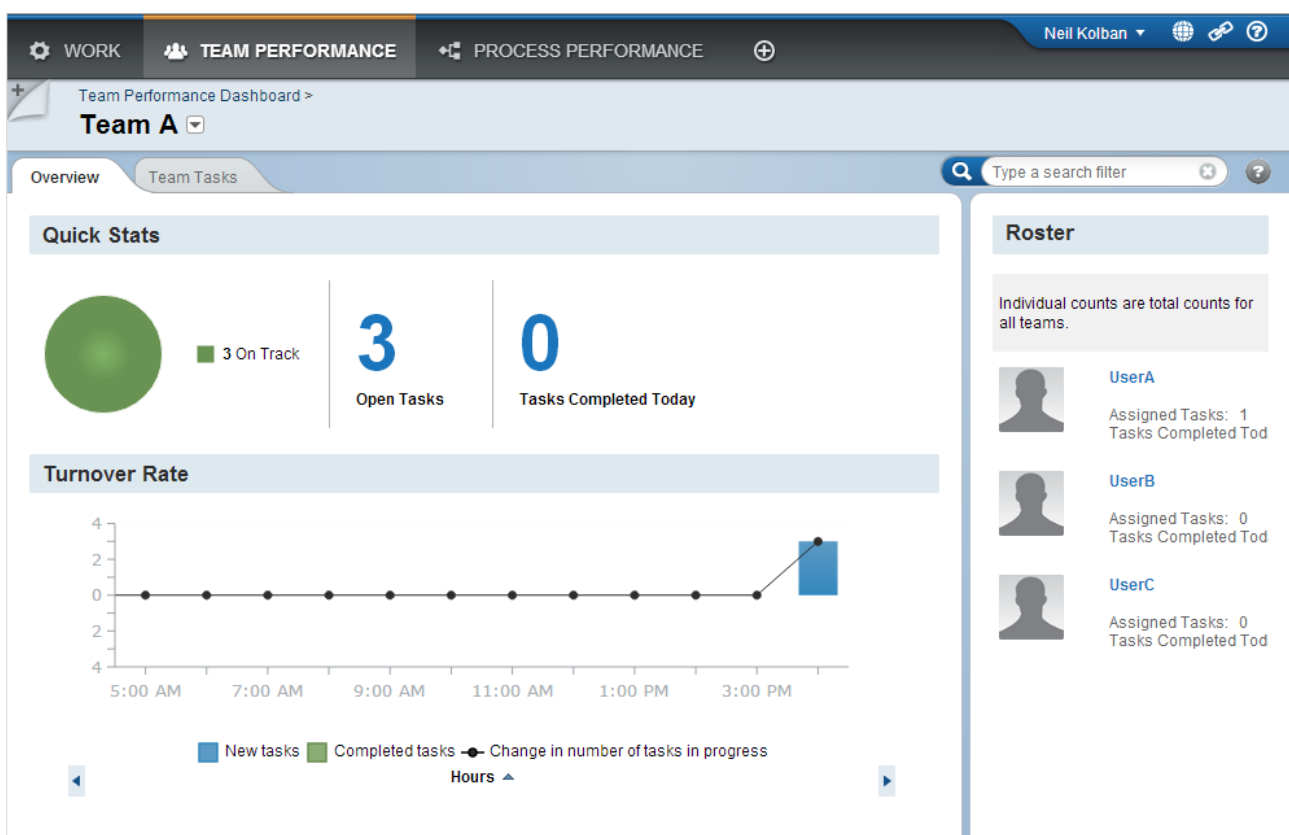 WORK
TEAM PERFORMANCE
PROCESS PERFORMANCE
Neil Kolban
Team Performance Dashboard >
Team A
Overview
Team Tasks
Type a search filter
Quick Stats
3 On Track
3
Open Tasks
0
Tasks Completed Today
Turnover Rate
4
2
0
2
4
5:00 AM 7:00 AM 9:00 AM 11:00 AM 1:00 PM 3:00 PM
New tasks Completed tasks Change in number of tasks in progress
Hours
Roster
Individual counts are total counts for
all teams.
UserA
Assigned Tasks: 1
Tasks Completed Tod
UserB
Assigned Tasks: 0
Tasks Completed Tod
UserC
Assigned Tasks: 0
Tasks Completed Tod